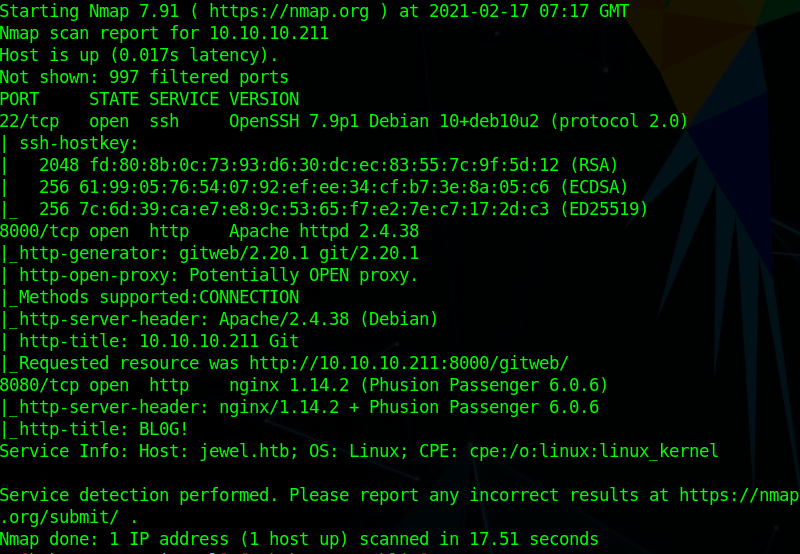 Starting Nmap 7.91 ( https://nmap.org ) at 2021-02-17 07:17 GMT
Nmap scan report for 10.10.10.211
Host is up (0.017s latency).
Not shown: 997 filtered ports
PORT     STATE SERVICE VERSION
22/tcp   open  ssh     OpenSSH 7.9p1 Debian 10+deb10u2 (protocol 2.0)
| ssh-hostkey:
|   2048 fd:80:8b:0c:73:93:d6:30:dc:ec:83:55:7c:9f:5d:12 (RSA)
|   256 61:99:05:76:54:07:92:ef:ee:34:cf:b7:3e:8a:05:c6 (ECDSA)
|_  256 7c:6d:39:ca:e7:e8:9c:53:65:f7:e2:7e:c7:17:2d:c3 (ED25519)
8000/tcp open  http    Apache httpd 2.4.38
|_http-generator: gitweb/2.20.1 git/2.20.1
| http-open-proxy: Potentially OPEN proxy.
|_Methods supported:CONNECTION
|_http-server-header: Apache/2.4.38 (Debian)
| http-title: 10.10.10.211 Git
|_Requested resource was http://10.10.10.211:8000/gitweb/
8080/tcp open  http    nginx 1.14.2 (Phusion Passenger 6.0.6)
|_http-server-header: nginx/1.14.2 + Phusion Passenger 6.0.6
|_http-title: BL0G!
Service Info: Host: jewel.htb; OS: Linux; CPE: cpe:/o:linux:linux_kernel

Service detection performed. Please report any incorrect results at https://nmap
.org/submit/ .
Nmap done: 1 IP address (1 host up) scanned in 17.51 seconds